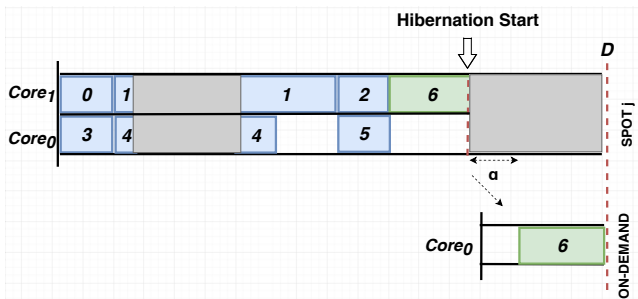 Hibernation Start
D
Core1 0 1 1 2 6
Core0 3 4 4 5
SPOT j
α
Core0 6
ON-DEMAND